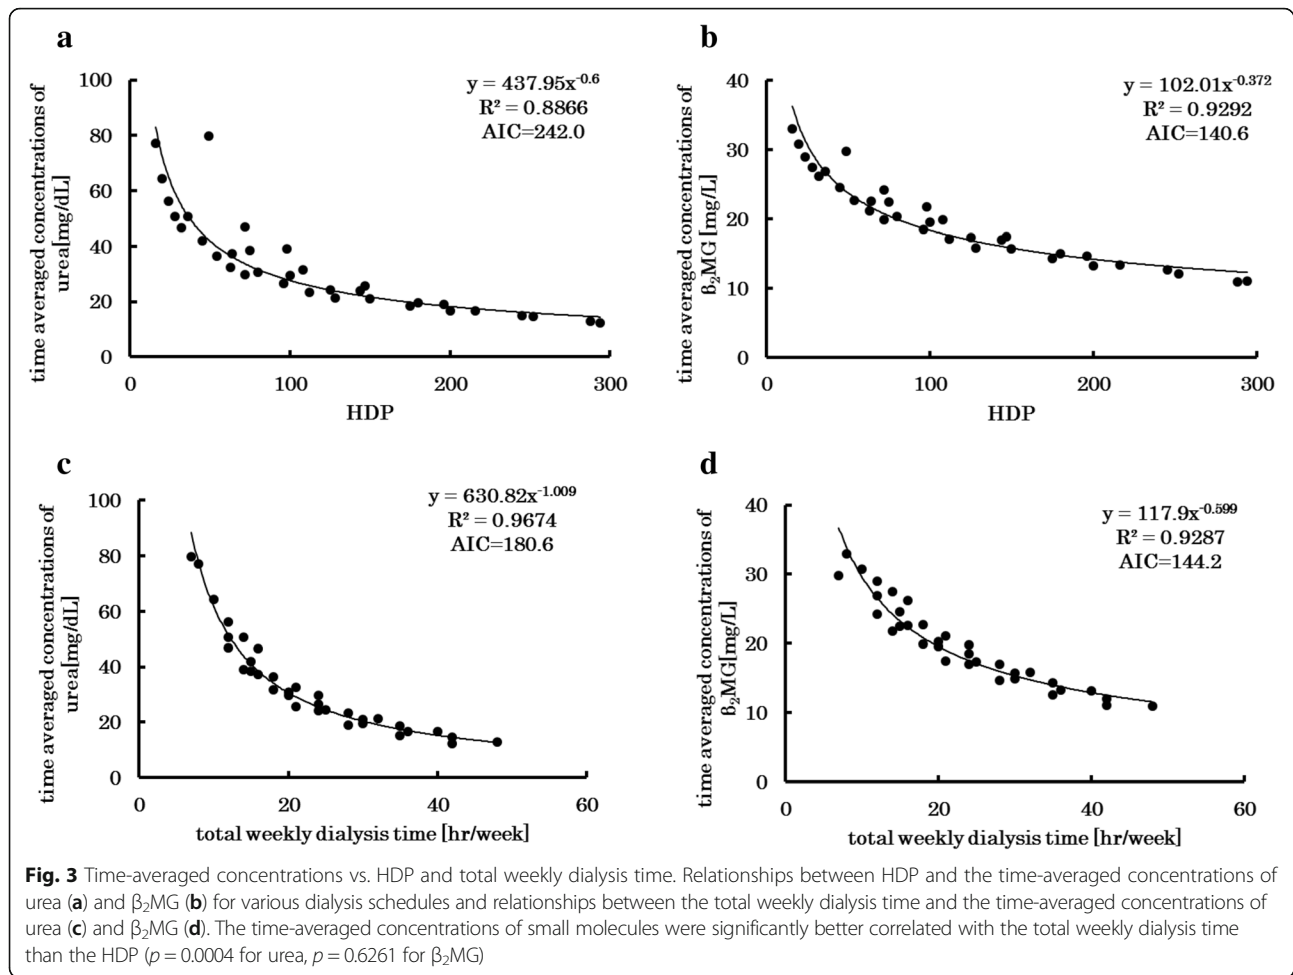 a
time averaged concentrations of
urea[mg/dL]
100
80
60
40
20
0
y = 437.95x^-0.6
R² = 0.8866
AIC=242.0
0 100 200 300
HDP
b
time averaged concentrations of
β₂MG [mg/L]
40
30
20
10
0
y = 102.01x^-0.372
R² = 0.9292
AIC=140.6
0 100 200 300
HDP
c
time averaged concentrations of
urea[mg/dL]
100
80
60
40
20
0
y = 630.82x^-1.009
R² = 0.9674
AIC=180.6
0 20 40 60
total weekly dialysis time [hr/week]
d
time averaged concentrations of
β₂MG[mg/L]
40
30
20
10
0
y = 117.9x^-0.599
R² = 0.9287
AIC=144.2
0 20 40 60
total weekly dialysis time [hr/week]
Fig. 3 Time-averaged concentrations vs. HDP and total weekly dialysis time. Relationships between HDP and the time-averaged concentrations of
urea (a) and β₂MG (b) for various dialysis schedules and relationships between the total weekly dialysis time and the time-averaged concentrations of
urea (c) and β₂MG (d). The time-averaged concentrations of small molecules were significantly better correlated with the total weekly dialysis time
than the HDP (p = 0.0004 for urea, p = 0.6261 for β₂MG)